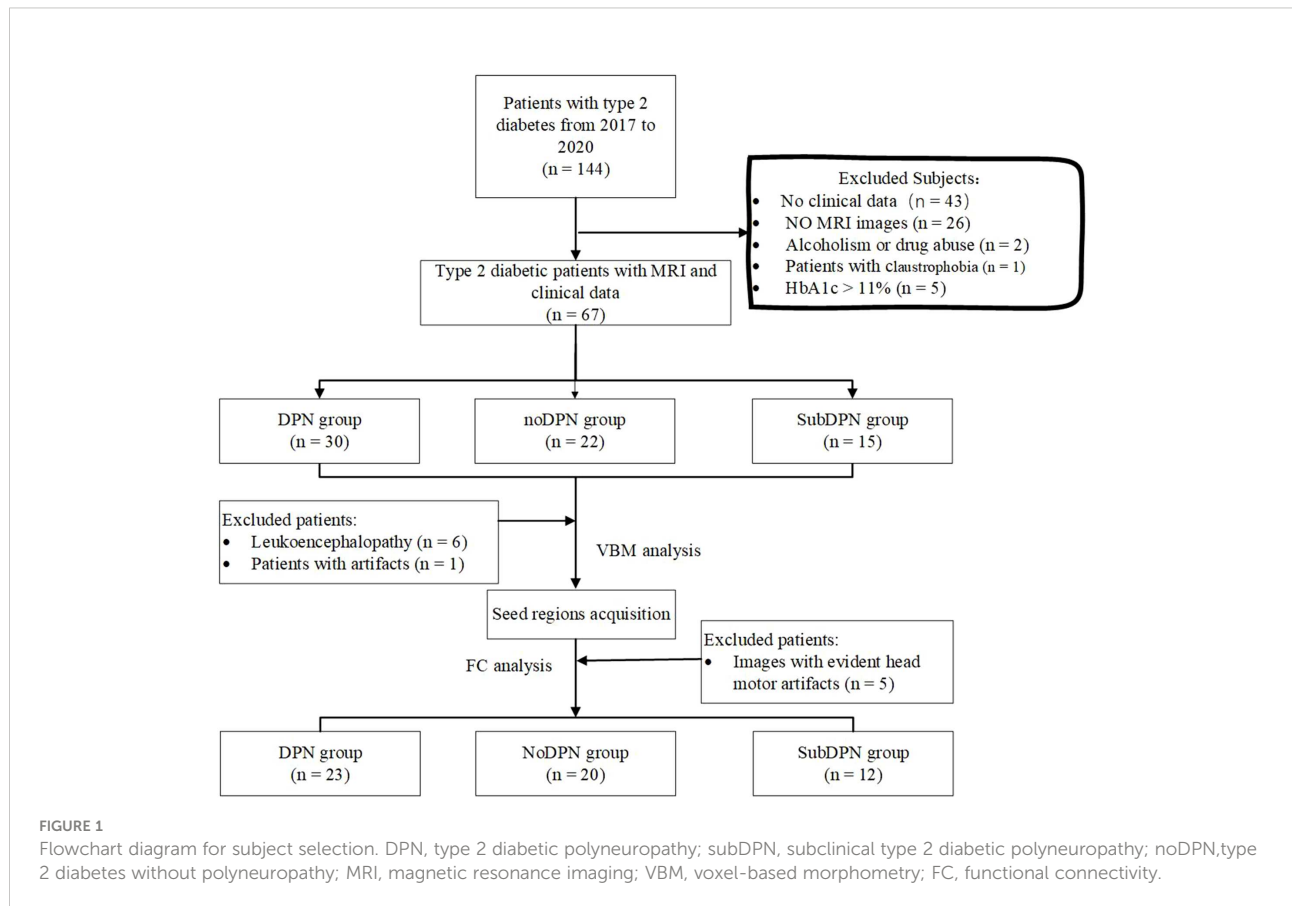 Patients with type 2
diabetes from 2017 to
2020
(n = 144)
Excluded Subjects:
• No clinical data (n = 43)
• NO MRI images (n = 26)
• Alcoholism or drug abuse (n = 2)
• Patients with claustrophobia (n = 1)
• HbA1c > 11% (n = 5)
Type 2 diabetic patients with MRI and
clinical data
(n = 67)
DPN group
(n = 30)
noDPN group
(n = 22)
SubDPN group
(n = 15)
Excluded patients:
• Leukoencephalopathy (n = 6)
• Patients with artifacts (n = 1)
VBM analysis
Seed regions acquisition
Excluded patients:
• Images with evident head
motor artifacts (n = 5)
FC analysis
DPN group
(n = 23)
NoDPN group
(n = 20)
SubDPN group
(n = 12)
FIGURE 1
Flowchart diagram for subject selection. DPN, type 2 diabetic polyneuropathy; subDPN, subclinical type 2 diabetic polyneuropathy; noDPN,type
2 diabetes without polyneuropathy; MRI, magnetic resonance imaging; VBM, voxel-based morphometry; FC, functional connectivity.